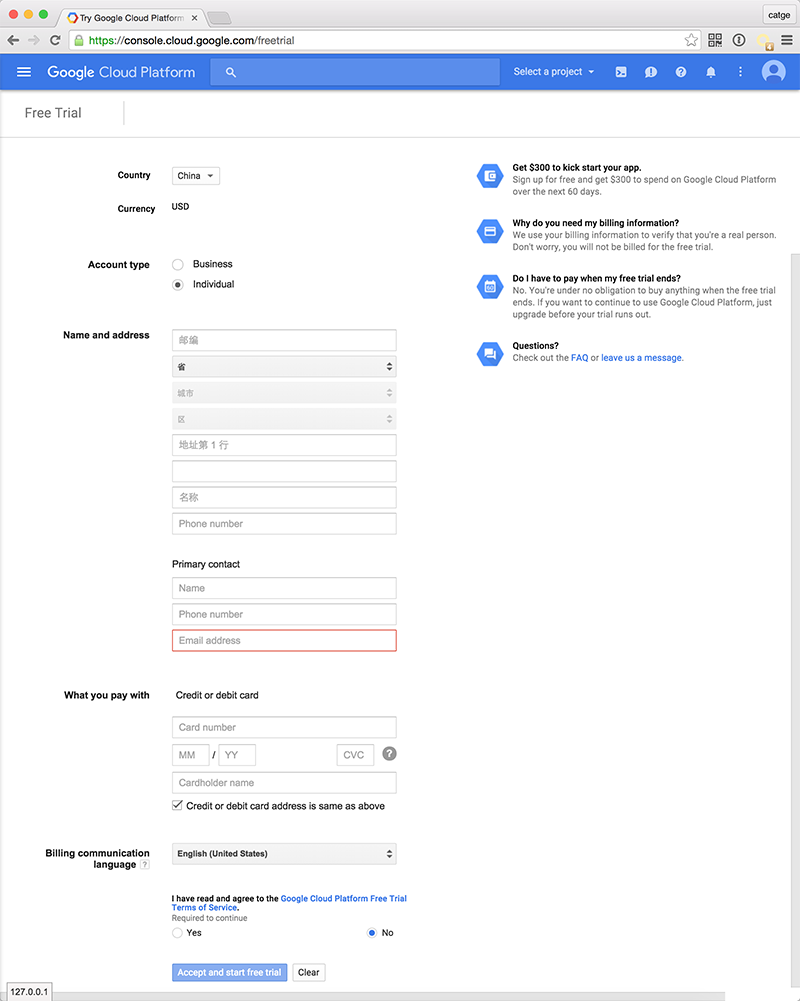 Try Google Cloud Platform
catge
https://console.cloud.google.com/freetrial
Google Cloud Platform
Select a project
Free Trial
Country
China
Currency
USD
Account type
Business
Individual
Name and address
邮编
省
城市
区
地址第 1 行
名称
Phone number
Primary contact
Name
Phone number
Email address
What you pay with
Credit or debit card
Card number
MM / YY
CVC
?
Cardholder name
Credit or debit card address is same as above
Billing communication
language ?
English (United States)
I have read and agree to the Google Cloud Platform Free Trial
Terms of Service.
Required to continue
Yes
No
Accept and start free trial
Clear
Get $300 to kick start your app.
Sign up for free and get $300 to spend on Google Cloud Platform
over the next 60 days.
Why do you need my billing information?
We use your billing information to verify that you're a real person.
Don't worry, you will not be billed for the free trial.
Do I have to pay when my free trial ends?
No. You're under no obligation to buy anything when the free trial
ends. If you want to continue to use Google Cloud Platform, just
upgrade before your trial runs out.
Questions?
Check out the FAQ or leave us a message.
127.0.0.1